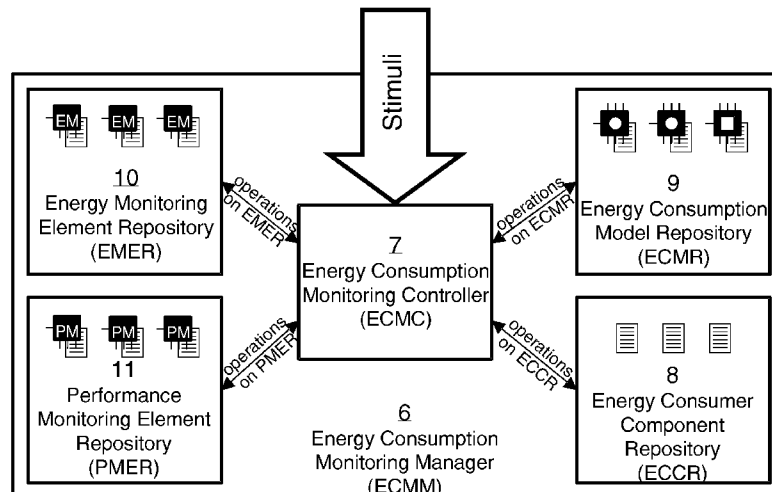 Stimuli
EM EM EM
10
Energy Monitoring
Element Repository
(EMER)
operations
on EMER
operations
on ECMR
9
Energy Consumption
Model Repository
(ECMR)
7
Energy Consumption
Monitoring Controller
(ECMC)
PM PM PM
11
Performance
Monitoring Element
Repository
(PMER)
operations
on PMER
operations
on ECCR
8
Energy Consumer
Component
Repository
(ECCR)
6
Energy Consumption
Monitoring Manager
(ECMM)